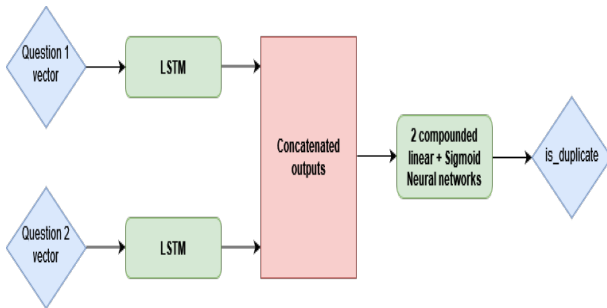 Question 1
vector
LSTM
Concatenated
outputs
2 compounded
linear + Sigmoid
Neural networks
is_duplicate
Question 2
vector
LSTM